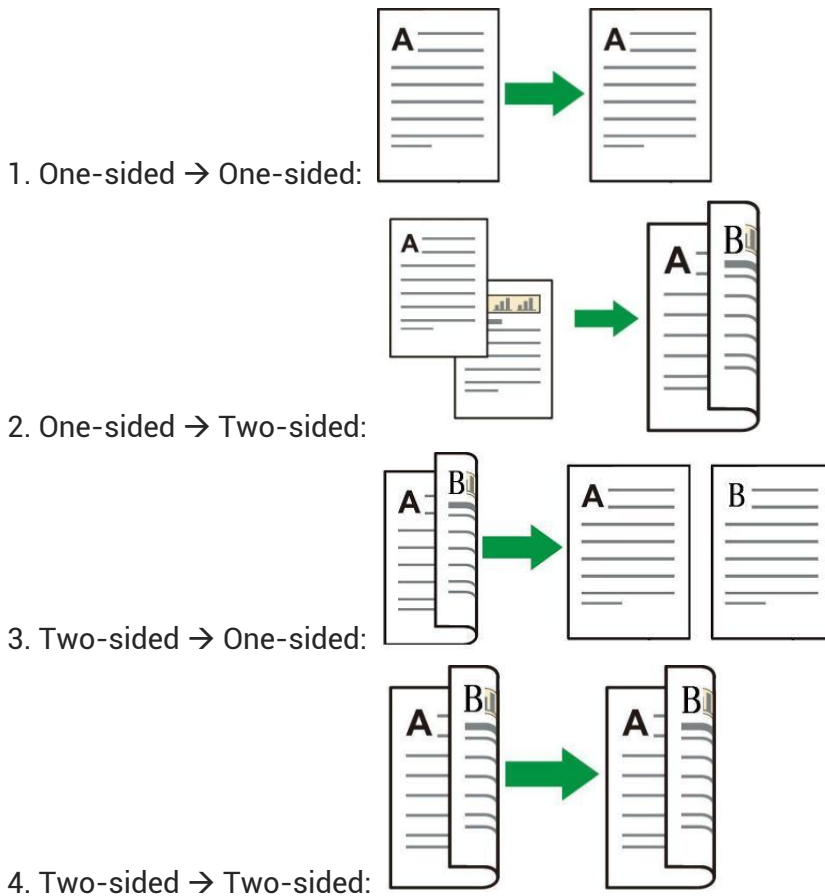 A A
1. One-sided → One-sided:
A A B
2. One-sided → Two-sided:
A B A B
3. Two-sided → One-sided:
A B A B
4. Two-sided → Two-sided: